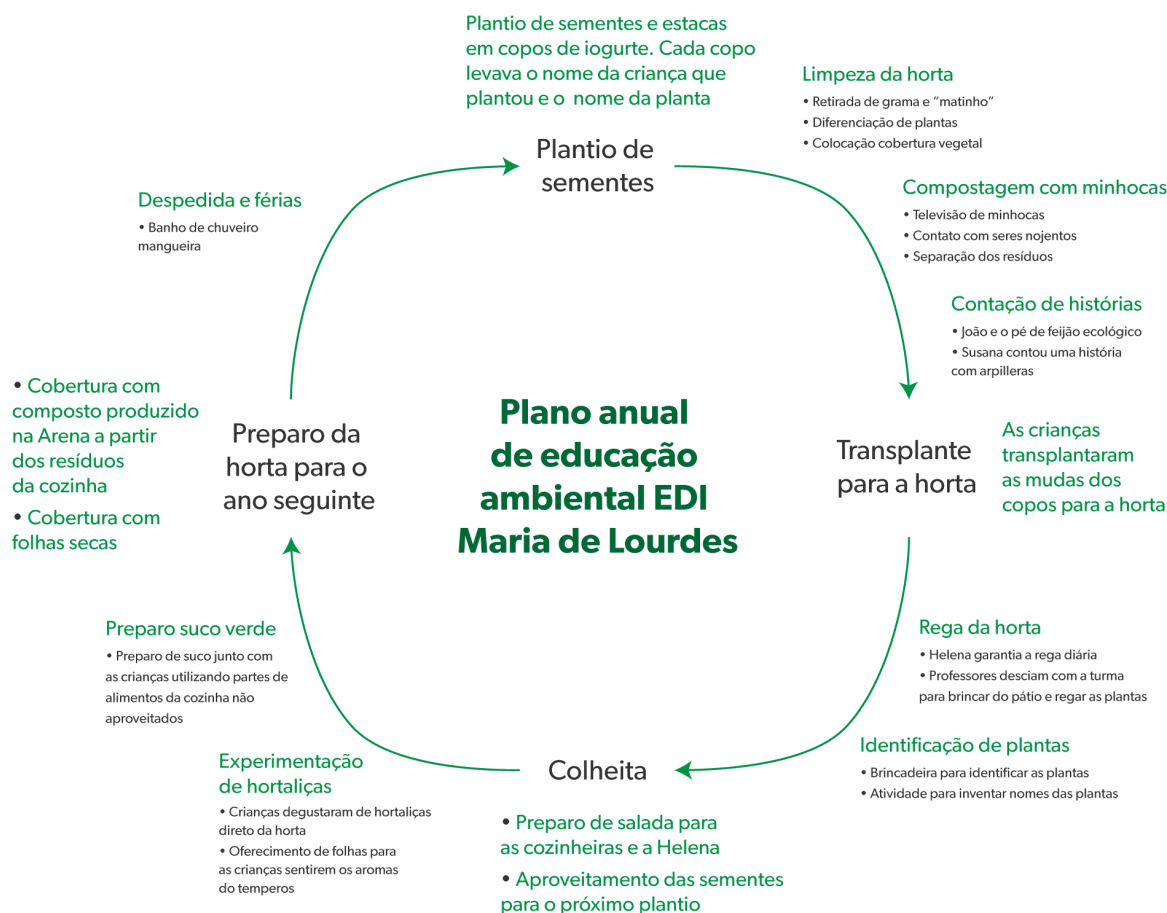 Plantio de sementes e estacas
em copos de iogurte. Cada copo
levava o nome da criança que
plantou e o nome da planta
Plantio de
sementes
Limpeza da horta
• Retirada de grama e “matinho”
• Diferenciação de plantas
• Colocação cobertura vegetal
Compostagem com minhocas
• Televisão de minhocas
• Contato com seres nojentos
• Separação dos resíduos
Contação de histórias
• João e o pé de feijão ecológico
• Susana contou uma história
com arpilleras
Transplante
para a horta
As crianças
transplantaram
as mudas dos
copos para a horta
Rega da horta
• Helena garantia a rega diária
• Professores desciam com a turma
para brincar do pátio e regar as plantas
Identificação de plantas
• Brincadeira para identificar as plantas
• Atividade para inventar nomes das plantas
Colheita
• Preparo de salada para
as cozinheiras e a Helena
• Aproveitamento das sementes
para o próximo plantio
Experimentação
de hortaliças
• Crianças degustaram de hortaliças
direto da horta
• Oferecimento de folhas para
as crianças sentirem os aromas
do temperos
Preparo suco verde
• Preparo de suco junto com
as crianças utilizando partes de
alimentos da cozinha não
aproveitados
Preparo da
horta para o
ano seguinte
• Cobertura com
composto produzido
na Arena a partir
dos resíduos
da cozinha
• Cobertura com
folhas secas
Despedida e férias
• Banho de chuveiro
mangueira
Plano anual
de educação
ambiental EDI
Maria de Lourdes